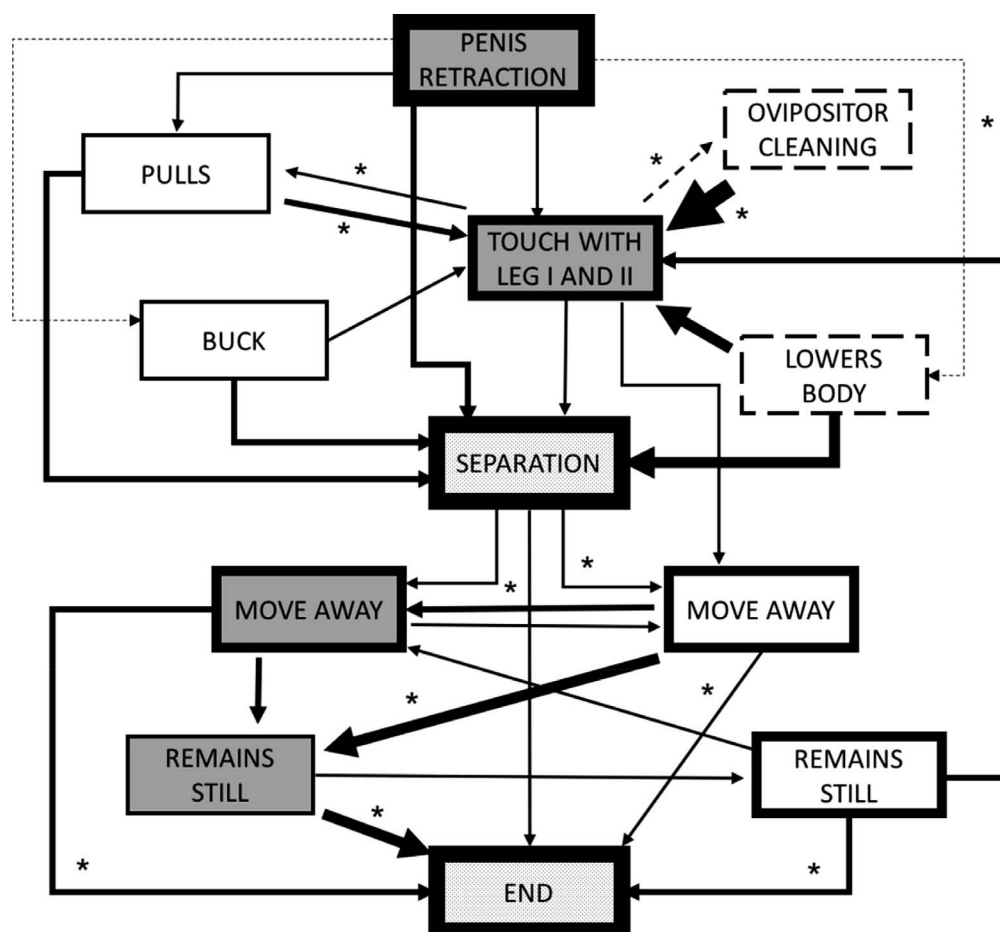 PENIS
RETRACTION
OVIPOSITOR
CLEANING
*
PULLS
*
*
*
*
TOUCH WITH
LEG I AND II
BUCK
LOWERS
BODY
SEPARATION
*
*
MOVE AWAY
MOVE AWAY
*
*
REMAINS
STILL
REMAINS
STILL
*
*
*
END